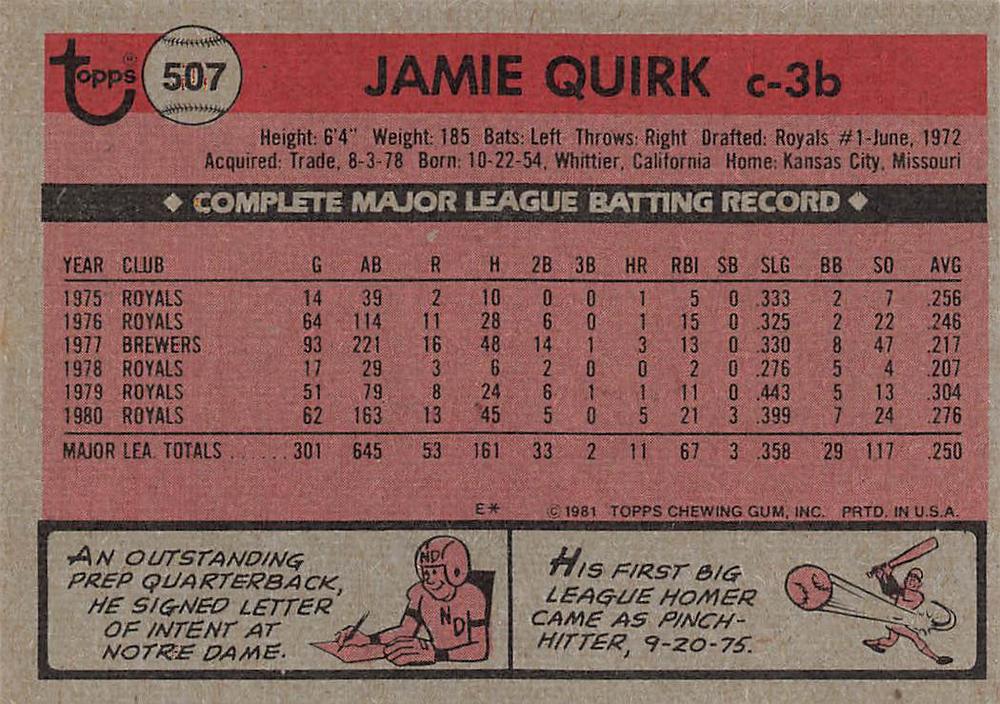 topps®
507
JAMIE QUIRK c-3b
Height: 6'4" Weight: 185 Bats: Left Throws: Right Drafted: Royals #1-June, 1972
Acquired: Trade, 8-3-78 Born: 10-22-54, Whittier, California Home: Kansas City, Missouri
◆ COMPLETE MAJOR LEAGUE BATTING RECORD ◆
YEAR CLUB G AB R H 2B 3B HR RBI SB SLG BB SO AVG
1975 ROYALS 14 39 2 10 0 0 1 5 0 .333 2 7 .256
1976 ROYALS 64 114 11 28 6 0 1 15 0 .325 2 22 .246
1977 BREWERS 93 221 16 48 14 1 3 13 0 .330 8 47 .217
1978 ROYALS 17 29 3 6 2 0 0 2 0 .276 5 4 .207
1979 ROYALS 51 79 8 24 6 1 1 11 0 .443 5 13 .304
1980 ROYALS 62 163 13 45 5 0 5 21 3 .399 7 24 .276
MAJOR LEA. TOTALS ...... 301 645 53 161 33 2 11 67 3 .358 29 117 .250
E* © 1981 TOPPS CHEWING GUM, INC. PRTD. IN U.S.A.
AN OUTSTANDING
PREP QUARTERBACK,
HE SIGNED LETTER
OF INTENT AT
NOTRE DAME.
ND
ND
HIS FIRST BIG
LEAGUE HOMER
CAME AS PINCH-
HITTER, 9-20-75.